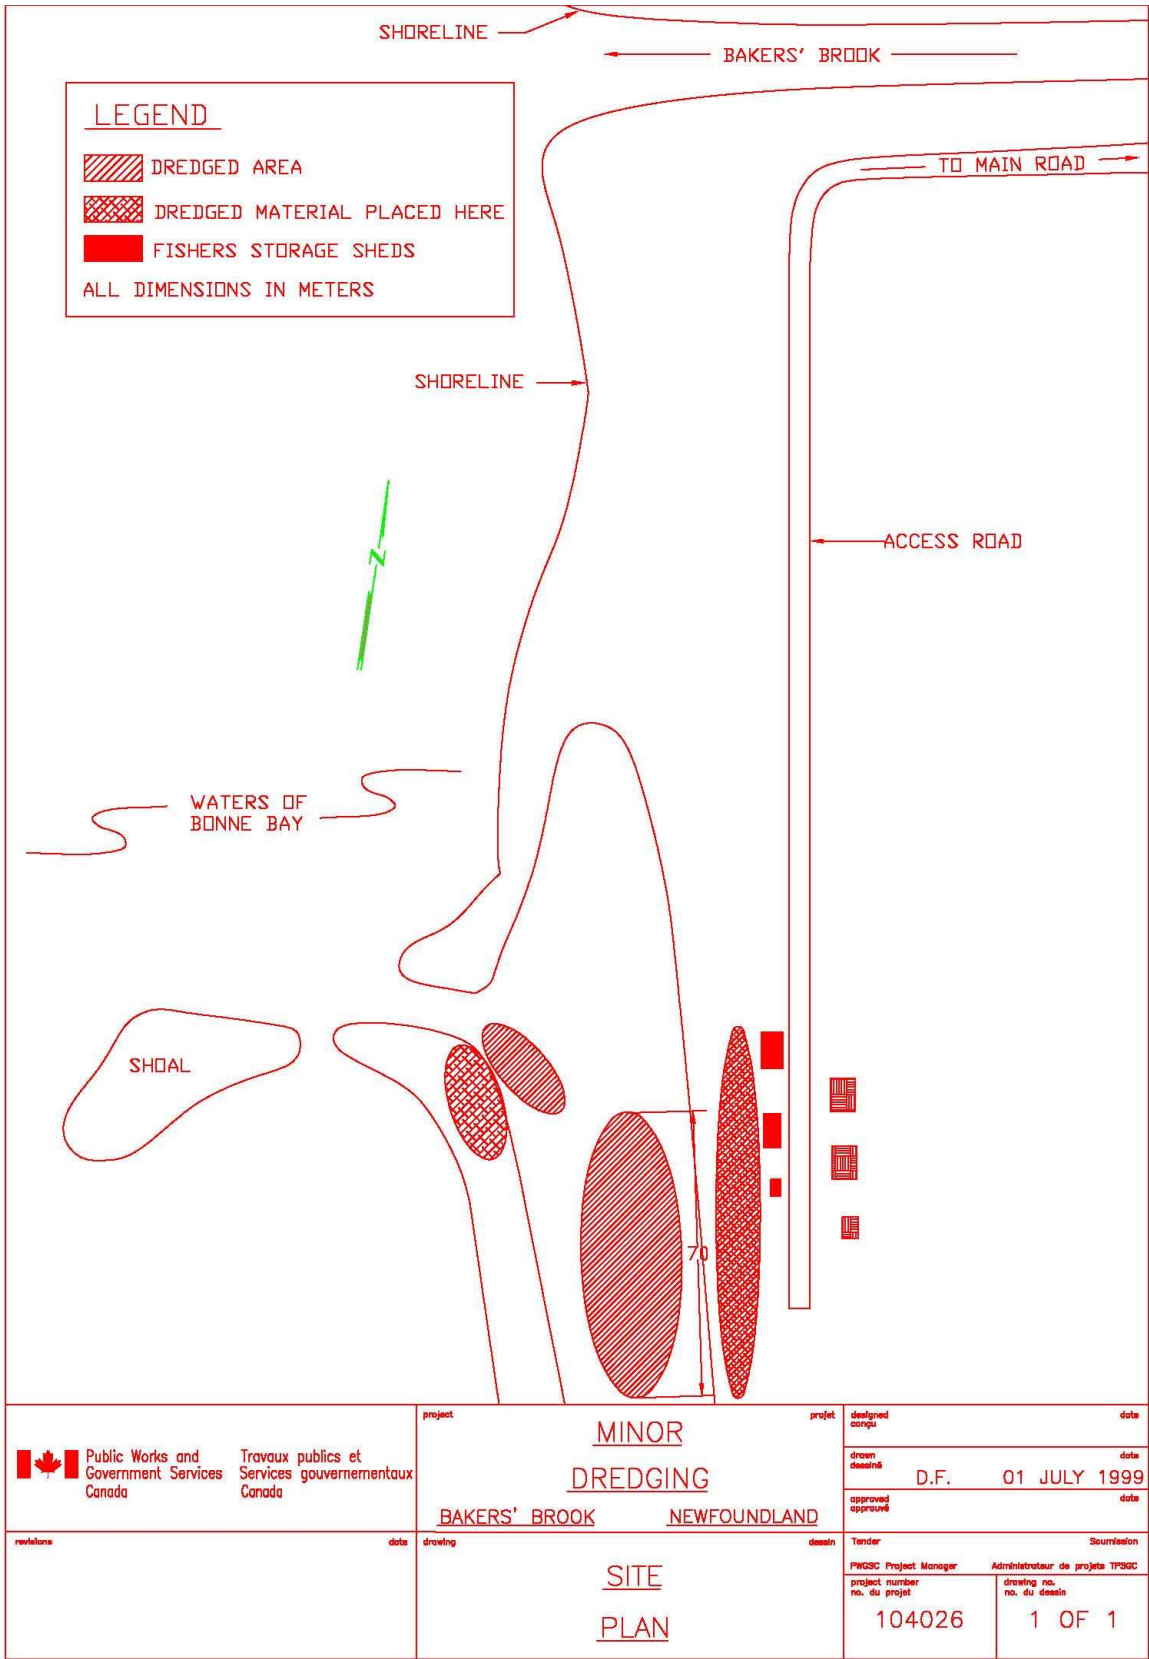 SHORELINE
BAKERS' BROOK
LEGEND
DREDGED AREA
DREDGED MATERIAL PLACED HERE
FISHERS STORAGE SHEDS
ALL DIMENSIONS IN METERS
TO MAIN ROAD
SHORELINE
ACCESS ROAD
N
WATERS OF
BONNE BAY
SHOAL
70
Public Works and
Government Services
Canada
Travaux publics et
Services gouvernementaux
Canada
project
projet
MINOR
DREDGING
BAKERS' BROOK NEWFOUNDLAND
designed
conçu
date
drawn
dessiné
date
D.F. 01 JULY 1999
approved
approuvé
date
revisions
date
drawing
dessin
SITE
PLAN
Tender
Soumission
PWGSC Project Manager
Administrateur de projets TPSGC
project number
no. du projet
104026
drawing no.
no. du dessin
1 OF 1